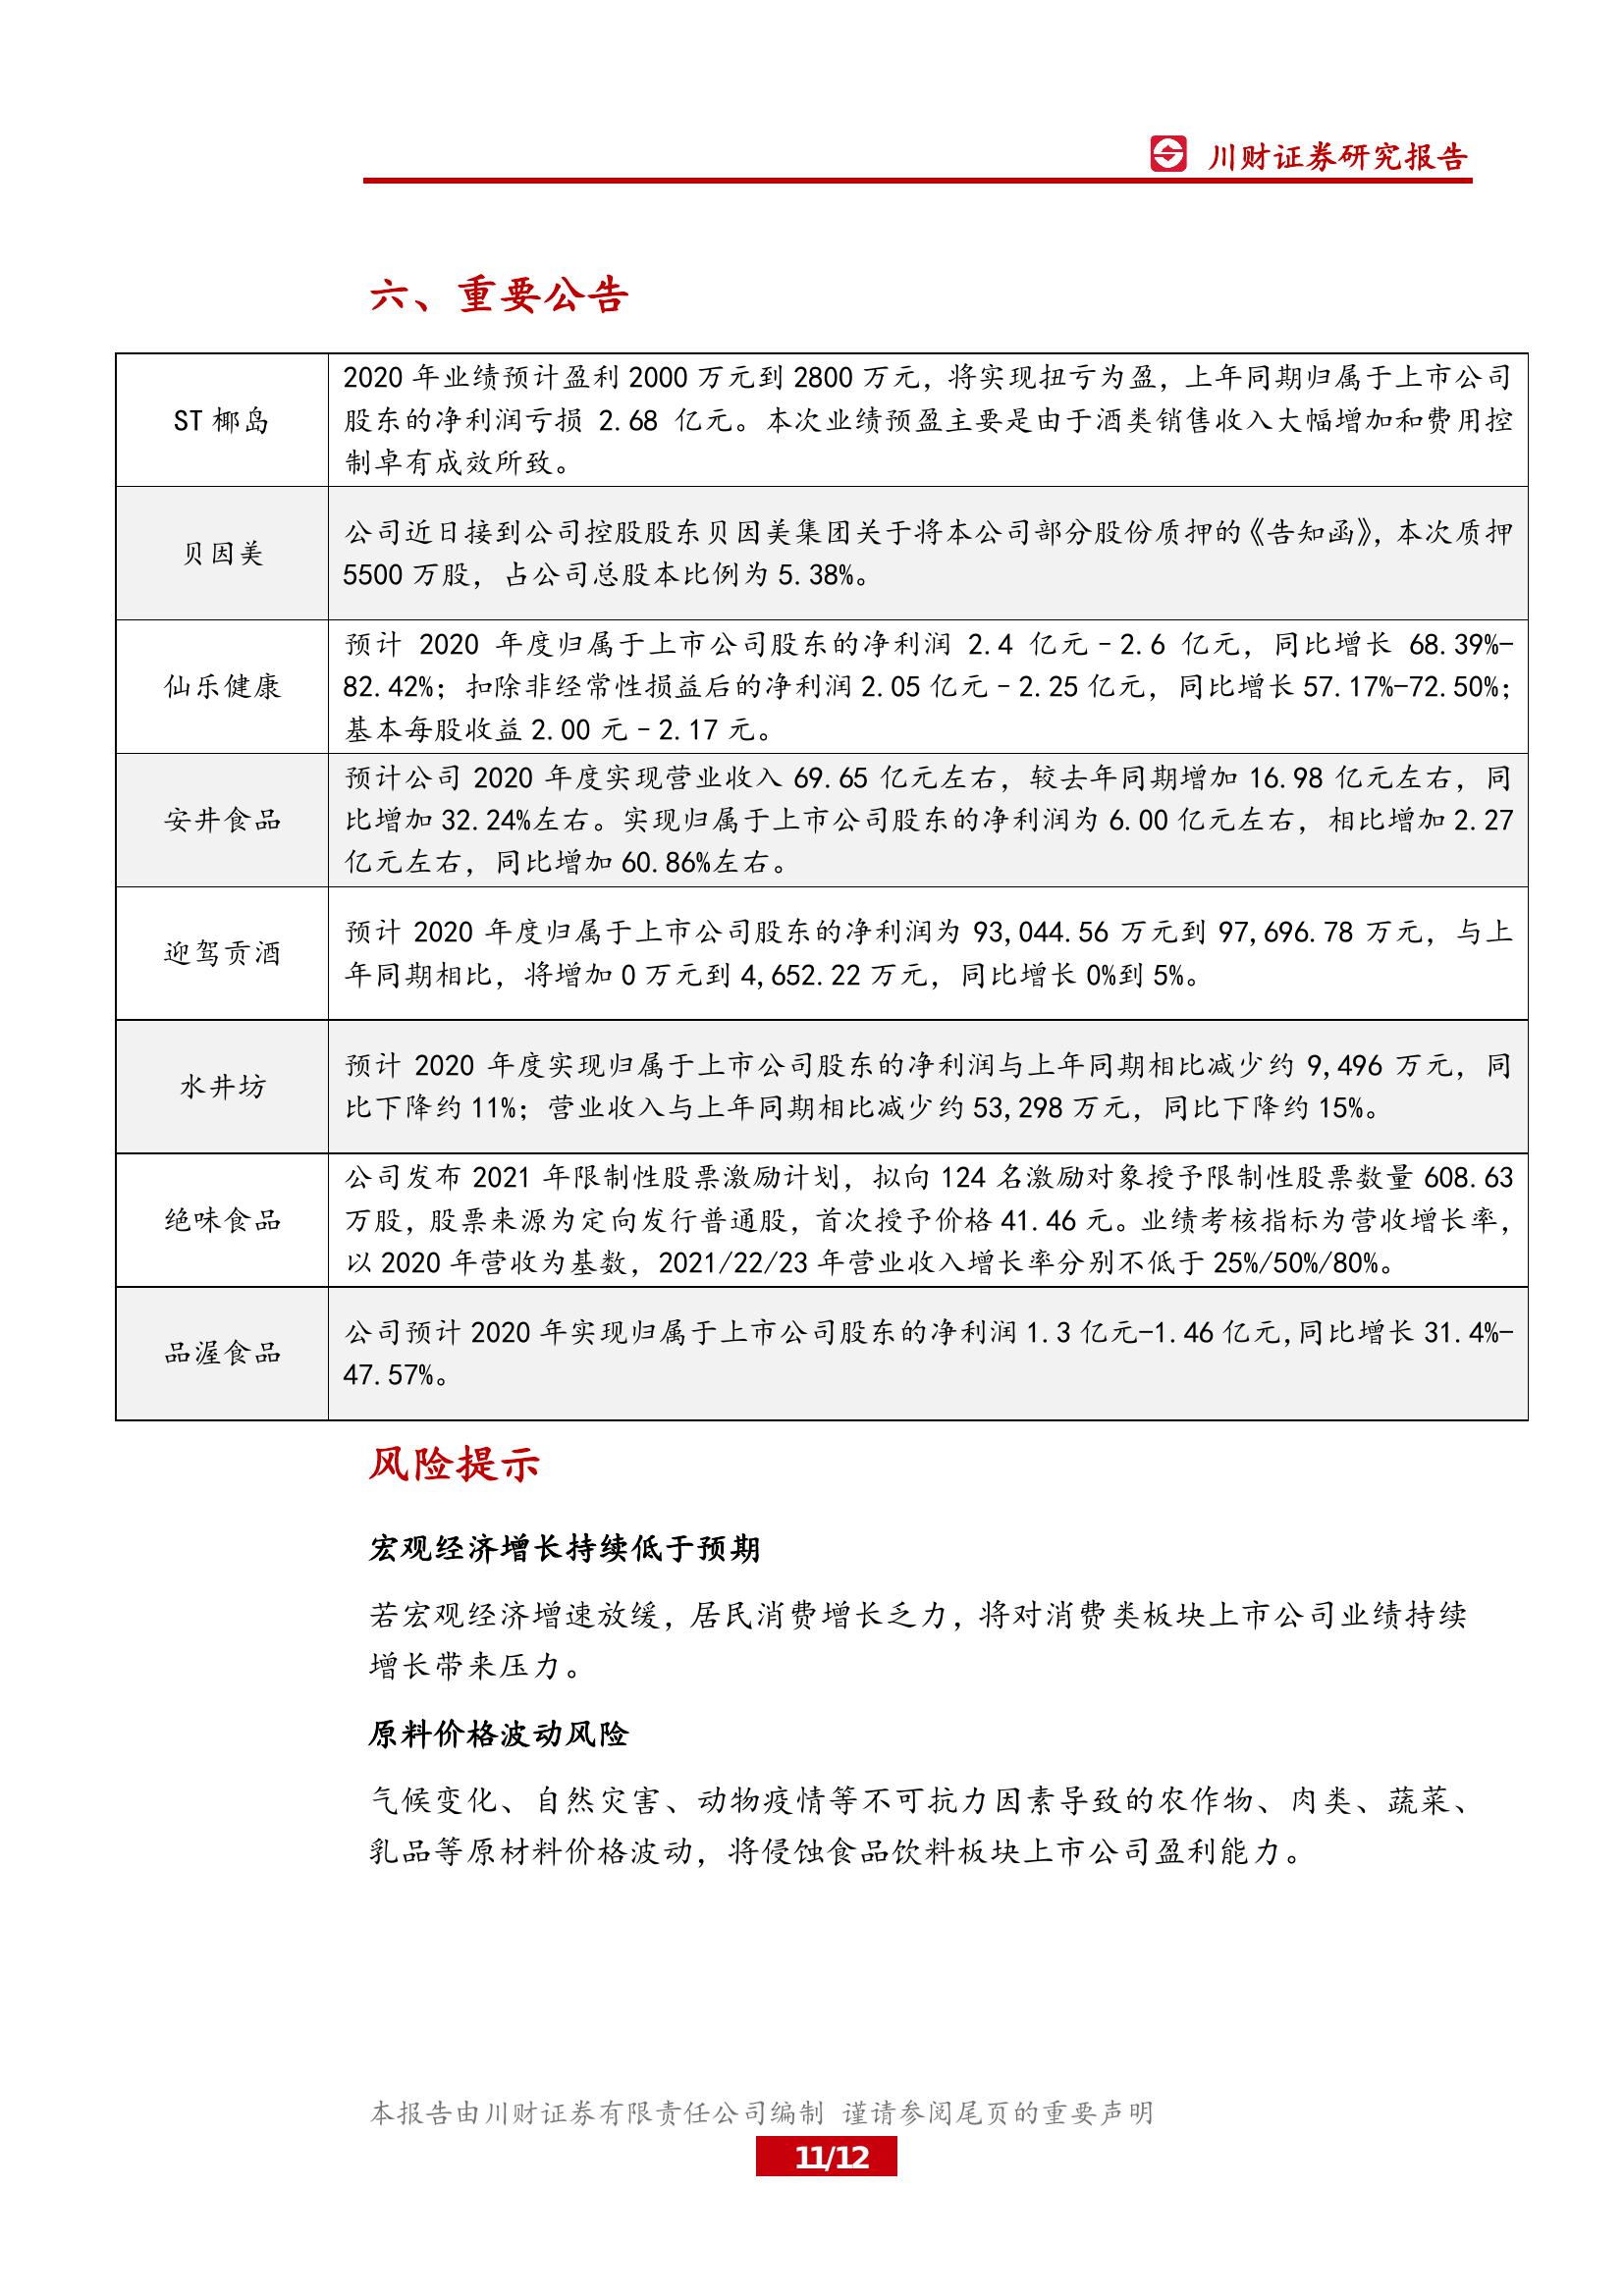 川财证券研究报告
六、重要公告
ST 椰岛
2020 年业绩预计盈利 2000 万元到 2800 万元，将实现扭亏为盈，上年同期归属于上市公司
股东的净利润亏损 2.68 亿元。本次业绩预盈主要是由于酒类销售收入大幅增加和费用控
制卓有成效所致。
贝因美
公司近日接到公司控股股东贝因美集团关于将本公司部分股份质押的《告知函》，本次质押
5500 万股，占公司总股本比例为 5.38%。
仙乐健康
预计 2020 年度归属于上市公司股东的净利润 2.4 亿元–2.6 亿元，同比增长 68.39%-
82.42%；扣除非经常性损益后的净利润 2.05 亿元–2.25 亿元，同比增长 57.17%-72.50%；
基本每股收益 2.00 元–2.17 元。
安井食品
预计公司 2020 年度实现营业收入 69.65 亿元左右，较去年同期增加 16.98 亿元左右，同
比增加 32.24%左右。实现归属于上市公司股东的净利润为 6.00 亿元左右，相比增加 2.27
亿元左右，同比增加 60.86%左右。
迎驾贡酒
预计 2020 年度归属于上市公司股东的净利润为 93,044.56 万元到 97,696.78 万元，与上
年同期相比，将增加 0 万元到 4,652.22 万元，同比增长 0%到 5%。
水井坊
预计 2020 年度实现归属于上市公司股东的净利润与上年同期相比减少约 9,496 万元，同
比下降约 11%；营业收入与上年同期相比减少约 53,298 万元，同比下降约 15%。
绝味食品
公司发布 2021 年限制性股票激励计划，拟向 124 名激励对象授予限制性股票数量 608.63
万股，股票来源为定向发行普通股，首次授予价格 41.46 元。业绩考核指标为营收增长率，
以 2020 年营收为基数，2021/22/23 年营业收入增长率分别不低于 25%/50%/80%。
品渥食品
公司预计 2020 年实现归属于上市公司股东的净利润 1.3 亿元-1.46 亿元,同比增长 31.4%-
47.57%。
风险提示
宏观经济增长持续低于预期
若宏观经济增速放缓，居民消费增长乏力，将对消费类板块上市公司业绩持续
增长带来压力。
原料价格波动风险
气候变化、自然灾害、动物疫情等不可抗力因素导致的农作物、肉类、蔬菜、
乳品等原材料价格波动，将侵蚀食品饮料板块上市公司盈利能力。
本报告由川财证券有限责任公司编制 谨请参阅尾页的重要声明
11/12